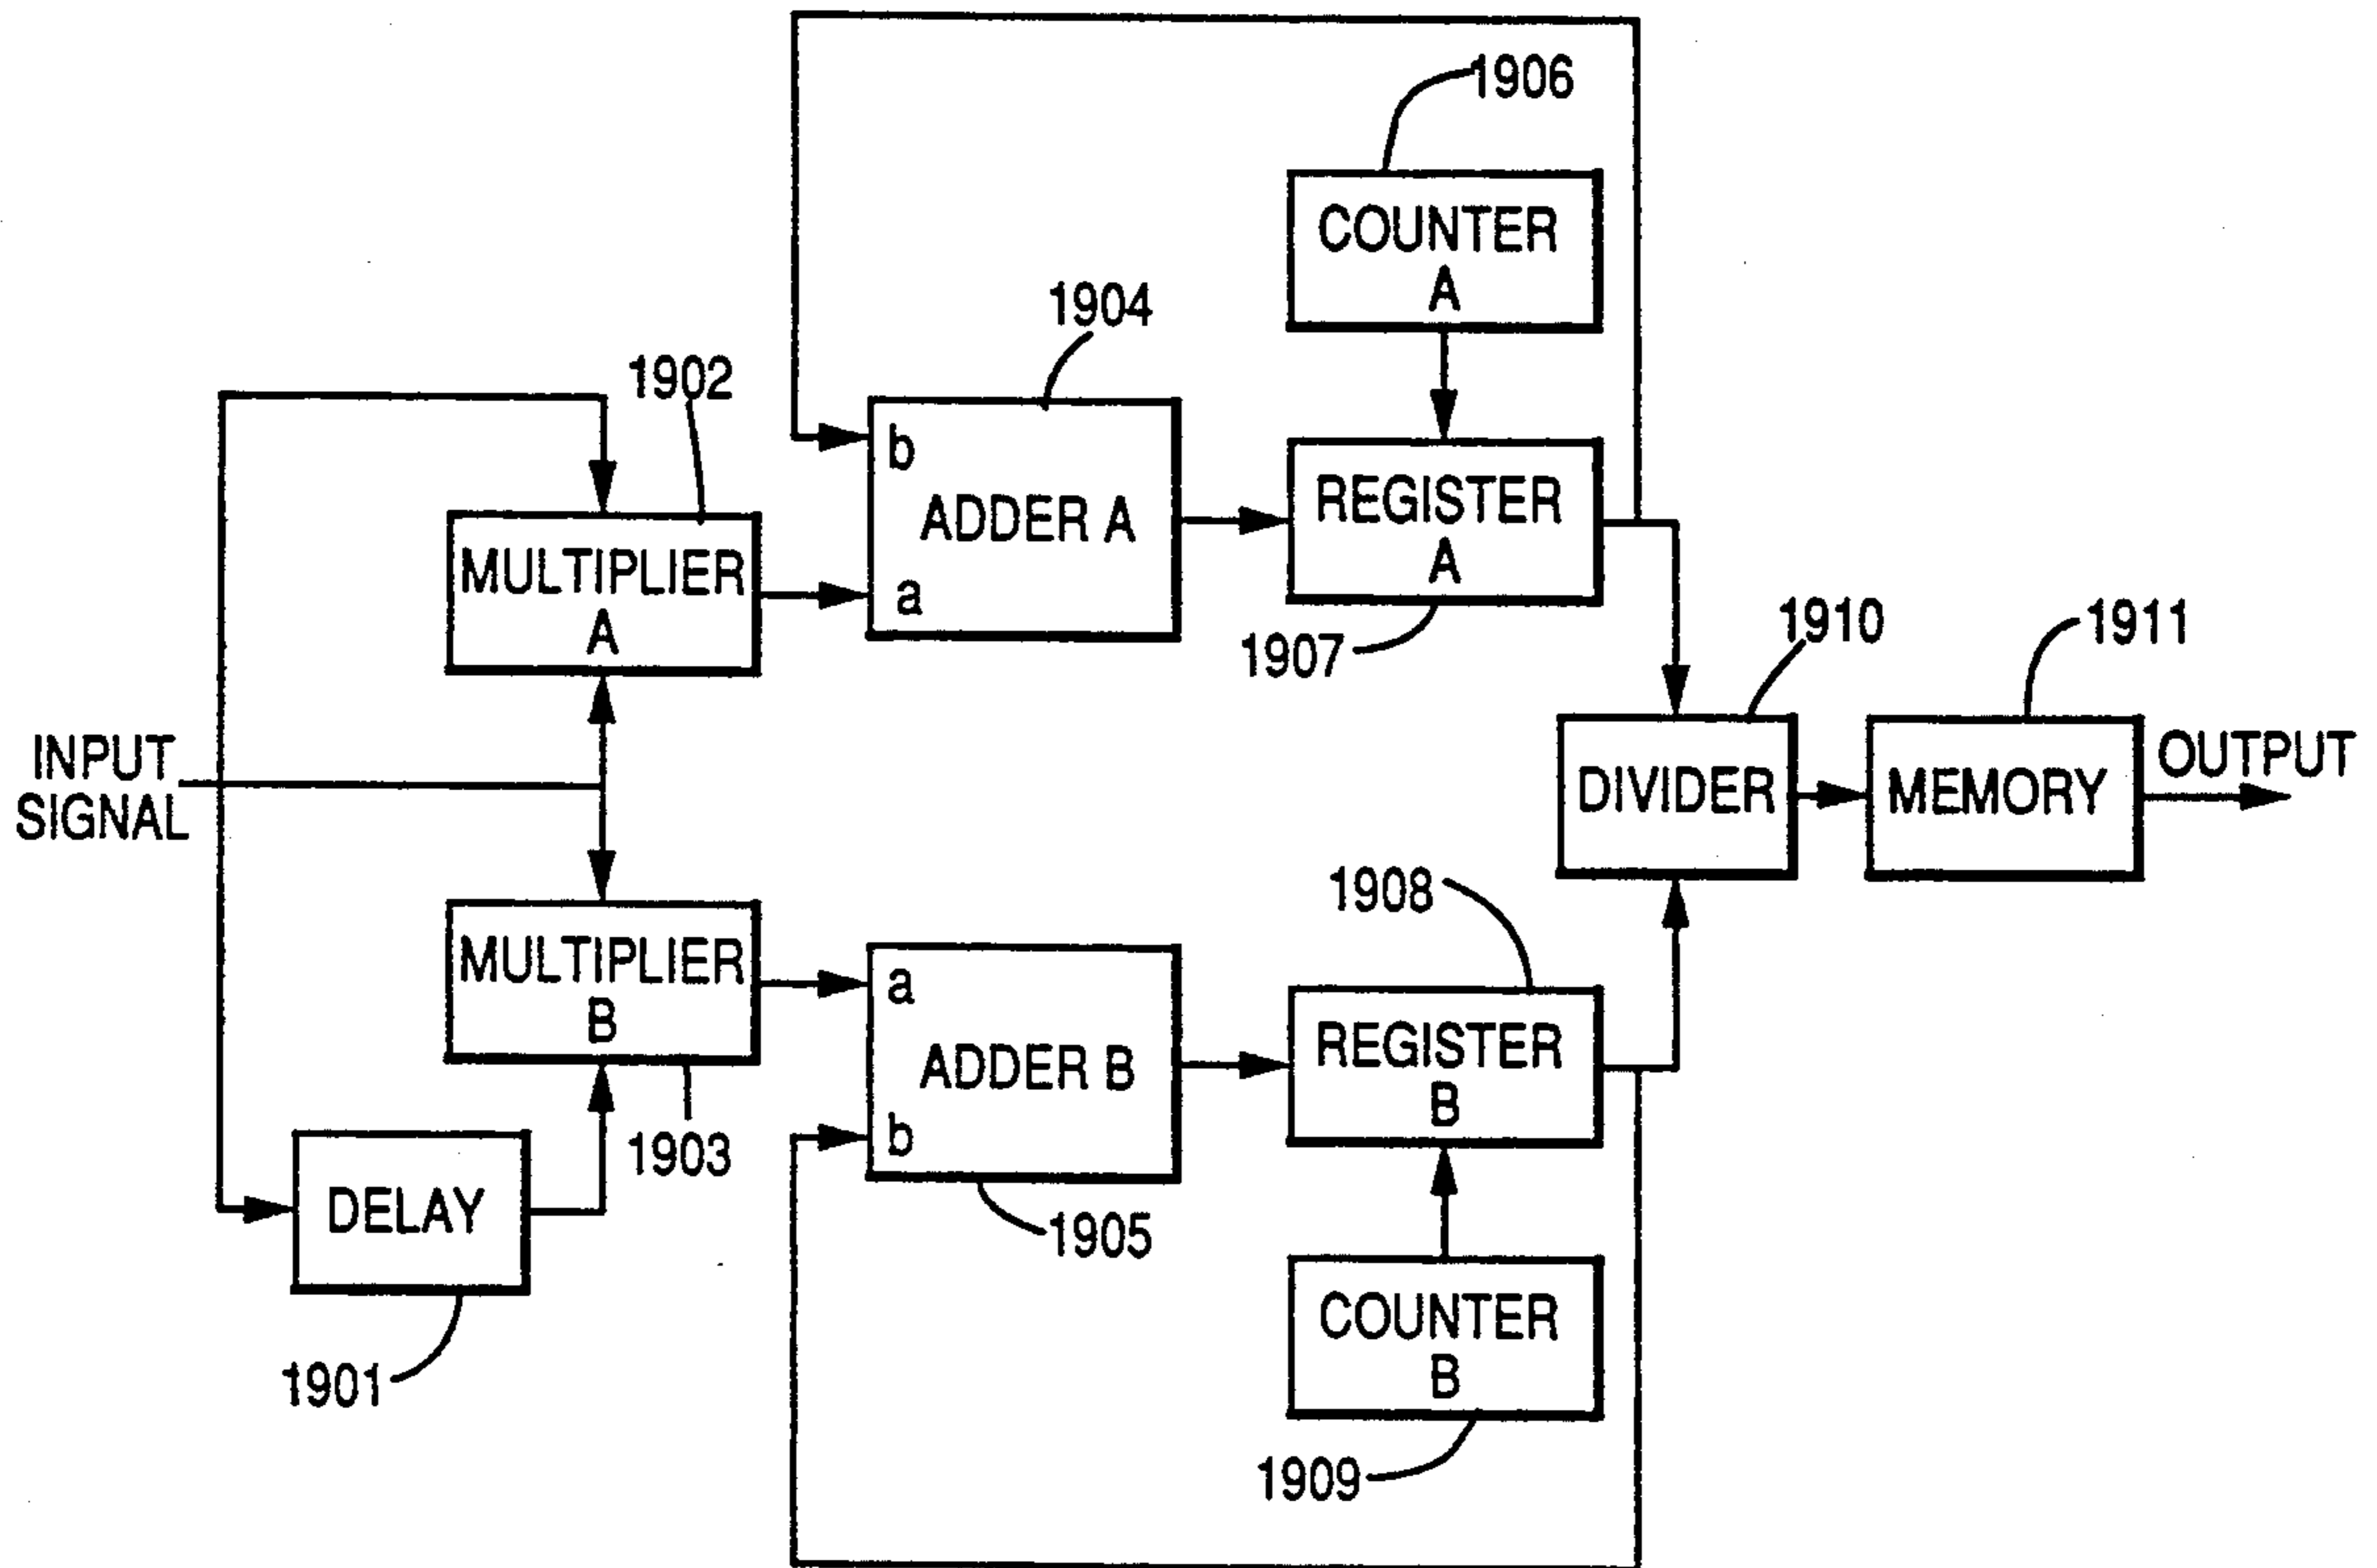 1906
COUNTER
A
1904
1902
b
ADDER A
a
REGISTER
A
1907
MULTIPLIER
A
1910
1911
INPUT
SIGNAL
DIVIDER
MEMORY
OUTPUT
1908
MULTIPLIER
B
1903
a
ADDER B
b
REGISTER
B
DELAY
1905
1901
COUNTER
B
1909